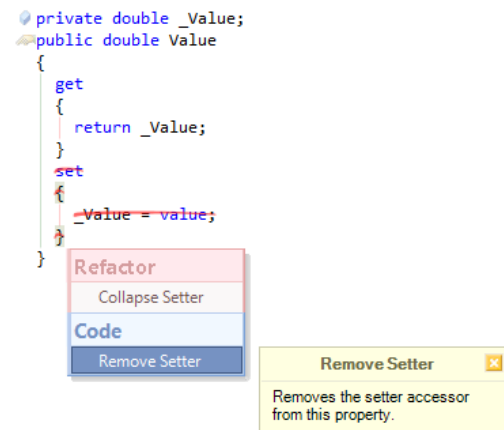 private double _Value;
public double Value
{
get
{
return _Value;
}
set
{
_Value = value;
}
}
Refactor
Collapse Setter
Code
Remove Setter
Remove Setter
Removes the setter accessor
from this property.